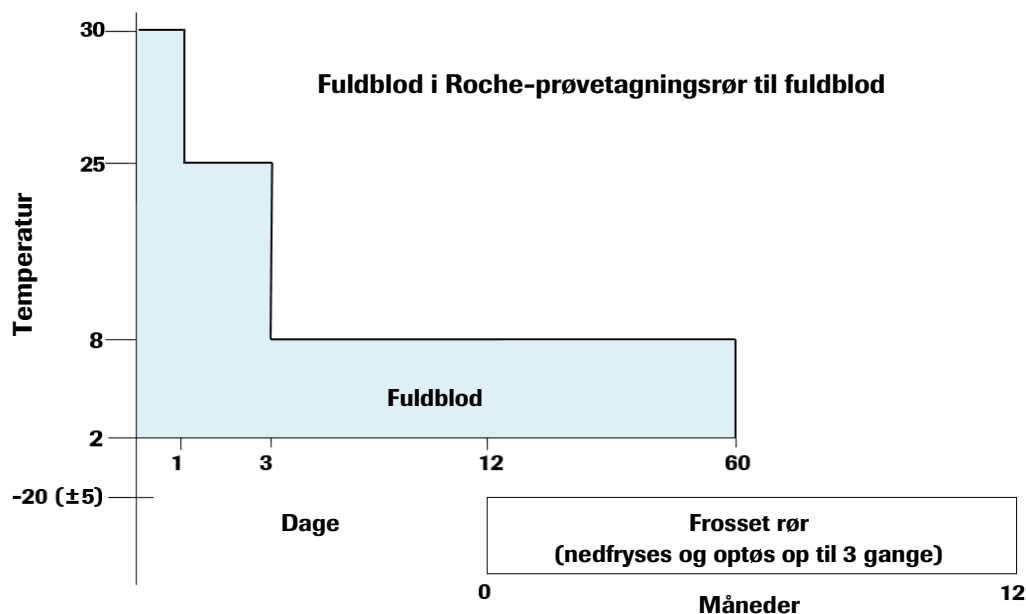 Fuldblod i Roche-prøvetagningsrør til fuldblod
Temperatur
30
25
8
2
-20 (±5)
Fuldblod
1 3 12 60
Dage
Frosset rør
(nedfryses og optøs op til 3 gange)
0 12
Måneder